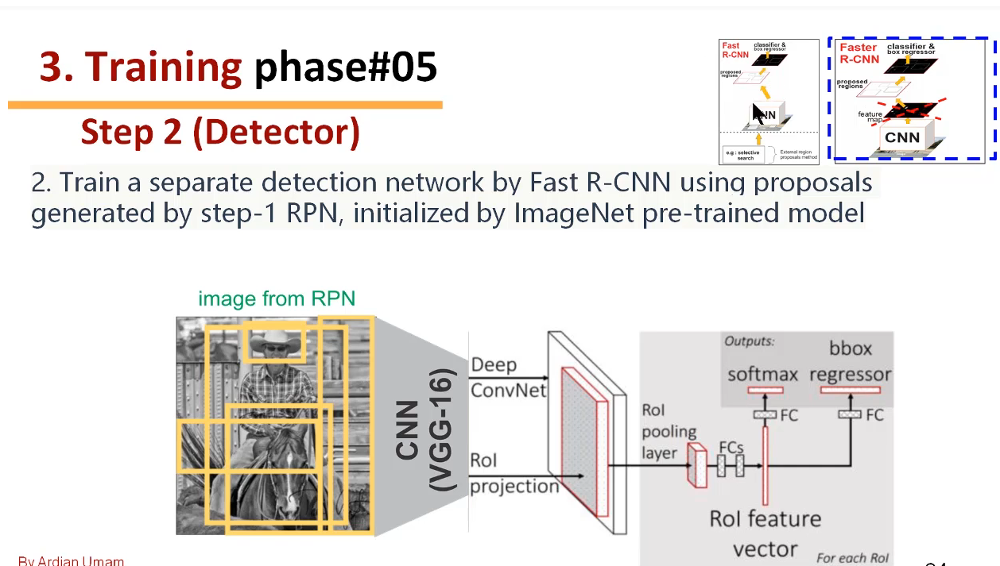 3. Training phase#05
Step 2 (Detector)
Fast
R-CNN
classifier &
box regressor
proposed
regions
e.g : selective
search
External region
proposals method
Faster
R-CNN
classifier &
box regressor
proposed
regions
feature
map
CNN
2. Train a separate detection network by Fast R-CNN using proposals
generated by step-1 RPN, initialized by ImageNet pre-trained model
image from RPN
CNN
(VGG-16)
Deep
ConvNet
RoI
projection
RoI
pooling
layer
FCs
Outputs:
softmax
bbox
regressor
FC
FC
RoI feature
vector
For each RoI
By Ardian Umam